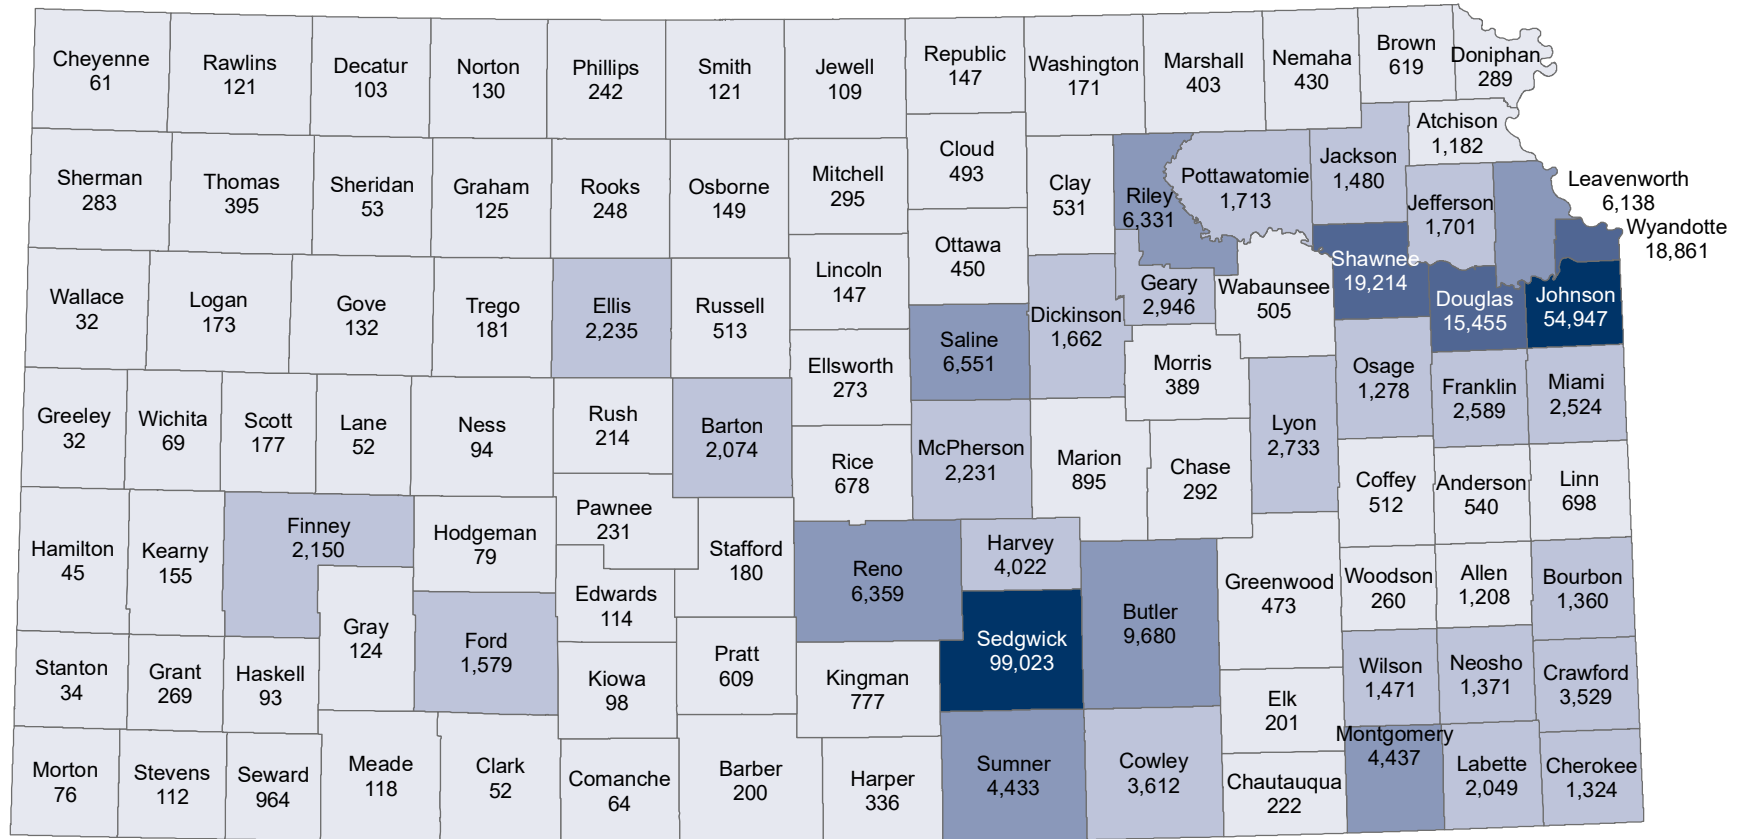 Cheyenne
61
Rawlins
121
Decatur
103
Norton
130
Phillips
242
Smith
121
Jewell
109
Republic
147
Washington
171
Marshall
403
Nemaha
430
Brown
619
Doniphan
289
Sherman
283
Thomas
395
Sheridan
53
Graham
125
Rooks
248
Osborne
149
Mitchell
295
Cloud
493
Clay
531
Riley
6,331
Pottawatomie
1,713
Jackson
1,480
Atchison
1,182
Jefferson
1,701
Leavenworth
6,138
Wyandotte
18,861
Wallace
32
Logan
173
Gove
132
Trego
181
Ellis
2,235
Russell
513
Lincoln
147
Ottawa
450
Saline
6,551
Dickinson
1,662
Geary
2,946
Wabaunsee
505
Shawnee
19,214
Douglas
15,455
Johnson
54,947
Greeley
32
Wichita
69
Scott
177
Lane
52
Ness
94
Rush
214
Barton
2,074
Ellsworth
273
Rice
678
McPherson
2,231
Marion
895
Morris
389
Chase
292
Lyon
2,733
Osage
1,278
Franklin
2,589
Miami
2,524
Coffey
512
Anderson
540
Linn
698
Hamilton
45
Kearny
155
Finney
2,150
Hodgeman
79
Pawnee
231
Stafford
180
Edwards
114
Reno
6,359
Harvey
4,022
Butler
9,680
Greenwood
473
Woodson
260
Allen
1,208
Bourbon
1,360
Stanton
34
Grant
269
Haskell
93
Gray
124
Ford
1,579
Kiowa
98
Pratt
609
Kingman
777
Sedgwick
99,023
Elk
201
Wilson
1,471
Neosho
1,371
Crawford
3,529
Morton
76
Stevens
112
Seward
964
Meade
118
Clark
52
Comanche
64
Barber
200
Harper
336
Sumner
4,433
Cowley
3,612
Chautauqua
222
Montgomery
4,437
Labette
2,049
Cherokee
1,324